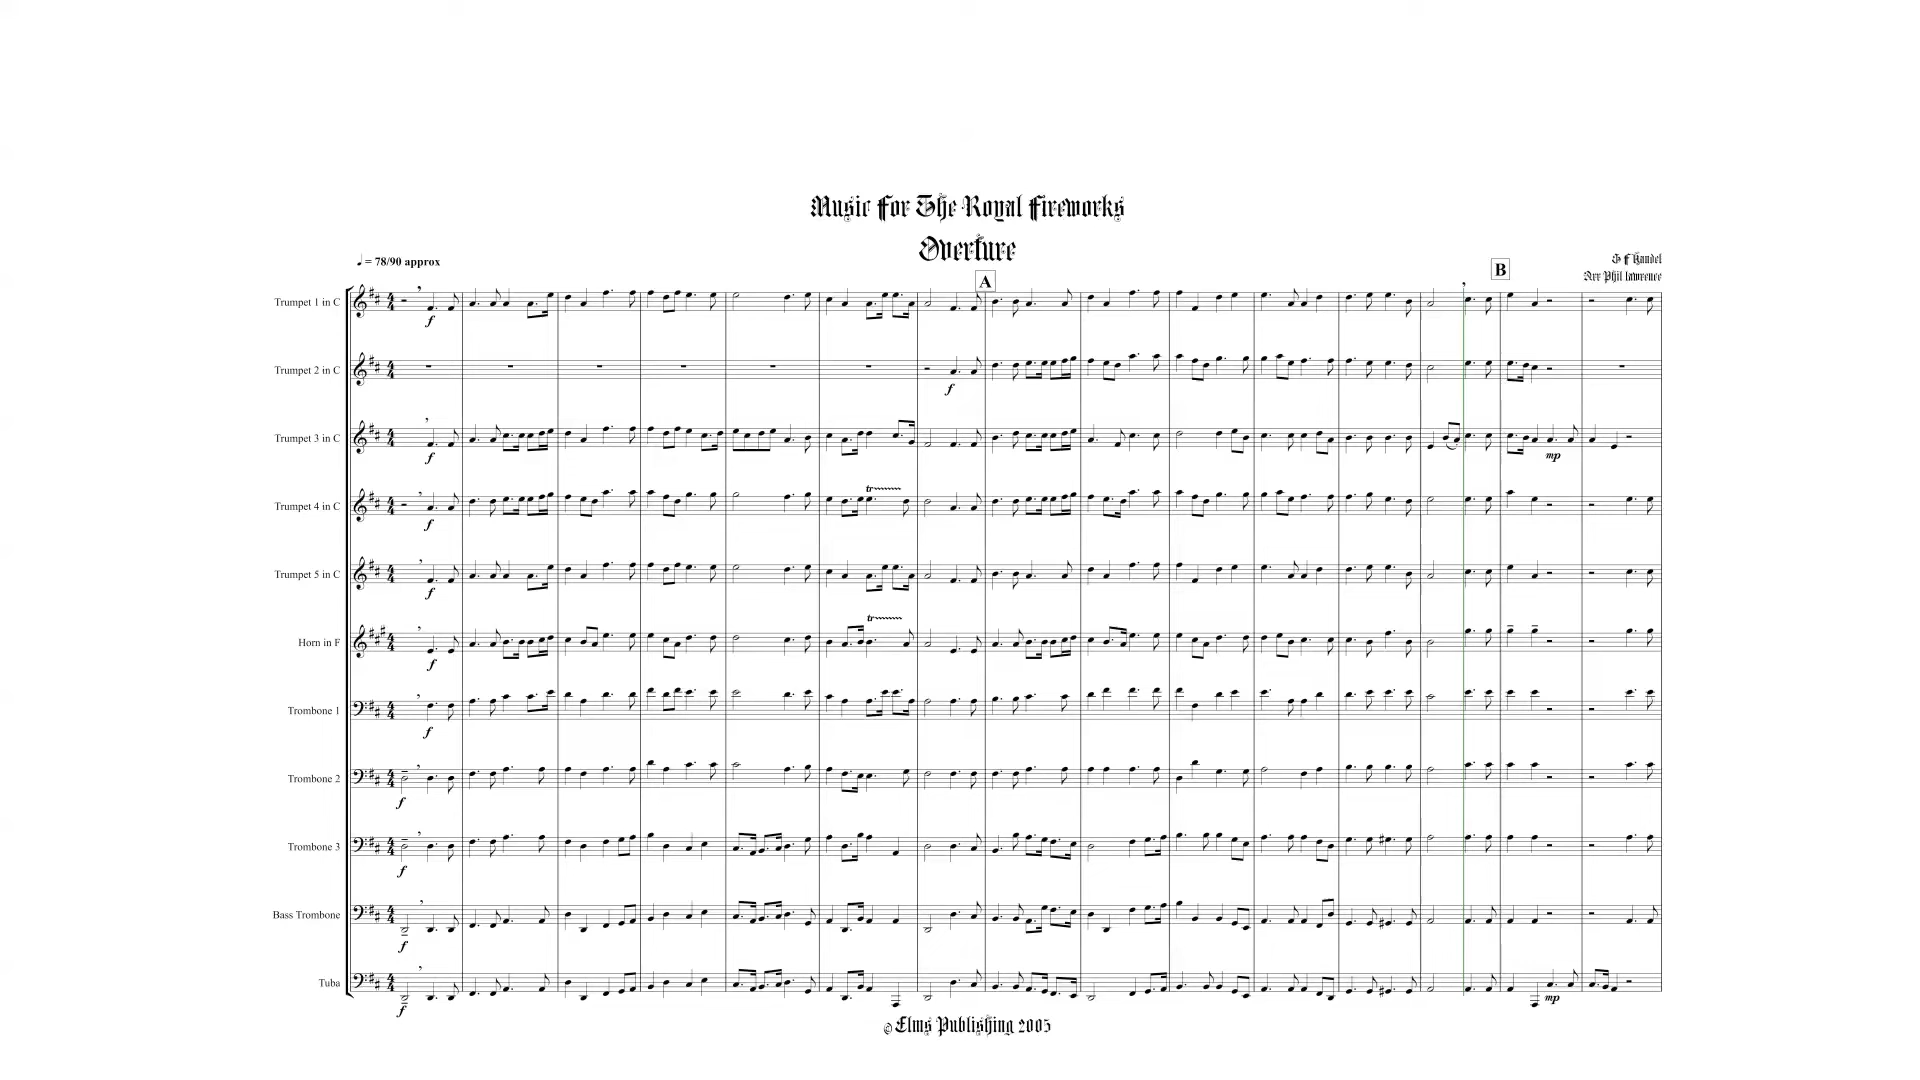 Music For The Royal Fireworks
Overture
♩ = 78/90 approx
G F Handel
Arr Phil Lawrence
A
B
Trumpet 1 in C
f
Trumpet 2 in C
f
Trumpet 3 in C
f
mp
Trumpet 4 in C
tr
f
Trumpet 5 in C
f
Horn in F
tr
f
Trombone 1
f
Trombone 2
f
Trombone 3
f
Bass Trombone
f
Tuba
f
mp
© Elms Publishing 2005